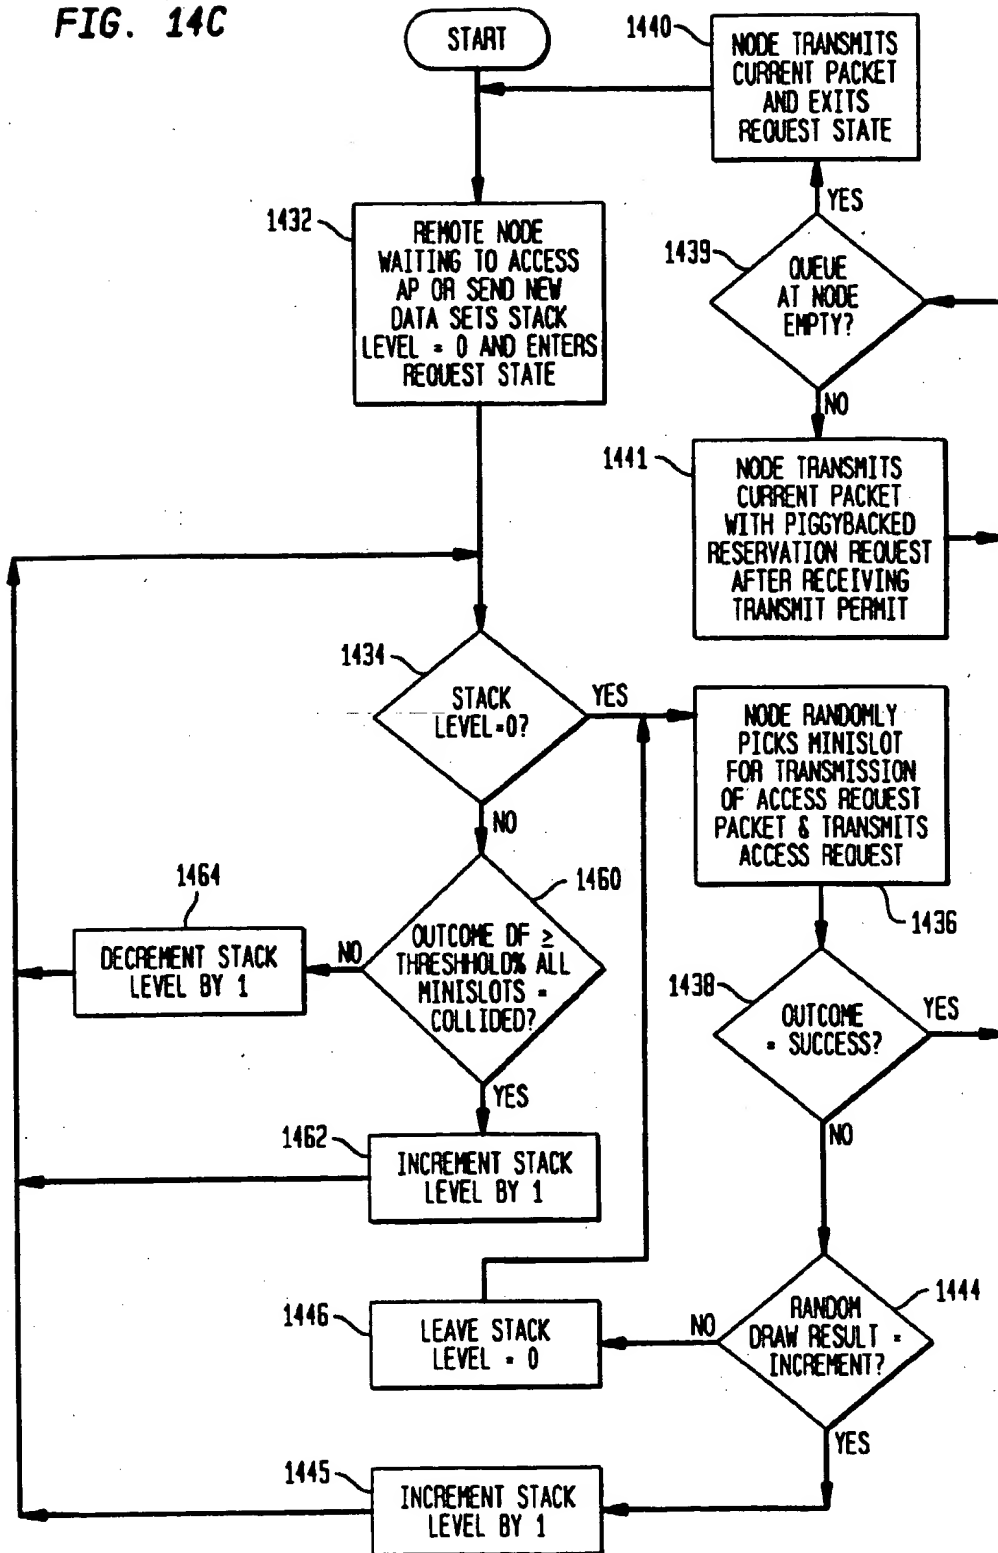 FIG. 14C
START
1440
NODE TRANSMITS
CURRENT PACKET
AND EXITS
REQUEST STATE
YES
1432
REMOTE NODE
WAITING TO ACCESS
AP OR SEND NEW
DATA SETS STACK
LEVEL = 0 AND ENTERS
REQUEST STATE
1439
QUEUE
AT NODE
EMPTY?
NO
1441
NODE TRANSMITS
CURRENT PACKET
WITH PIGGYBACKED
RESERVATION REQUEST
AFTER RECEIVING
TRANSMIT PERMIT
1434
STACK
LEVEL=0?
YES
NO
NODE RANDOMLY
PICKS MINISLOT
FOR TRANSMISSION
OF ACCESS REQUEST
PACKET & TRANSMITS
ACCESS REQUEST
1436
1464
DECREMENT STACK
LEVEL BY 1
NO
1460
OUTCOME OF ≥
THRESHHOLD% ALL
MINISLOTS =
COLLIDED?
YES
1438
OUTCOME
= SUCCESS?
YES
NO
1462
INCREMENT STACK
LEVEL BY 1
1446
LEAVE STACK
LEVEL = 0
NO
1444
RANDOM
DRAW RESULT =
INCREMENT?
YES
1445
INCREMENT STACK
LEVEL BY 1